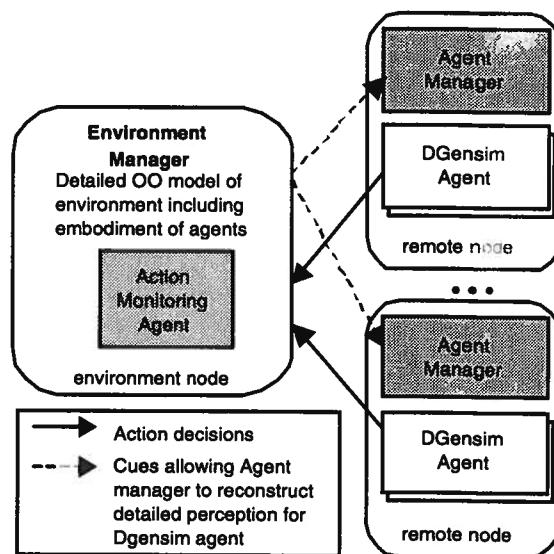 Environment
Manager
Detailed OO model of
environment including
embodiment of agents
Action
Monitoring
Agent
environment node
Agent
Manager
DGensim
Agent
remote node
• • •
Agent
Manager
DGensim
Agent
remote node
Action decisions
Cues allowing Agent
manager to reconstruct
detailed perception for
Dgensim agent